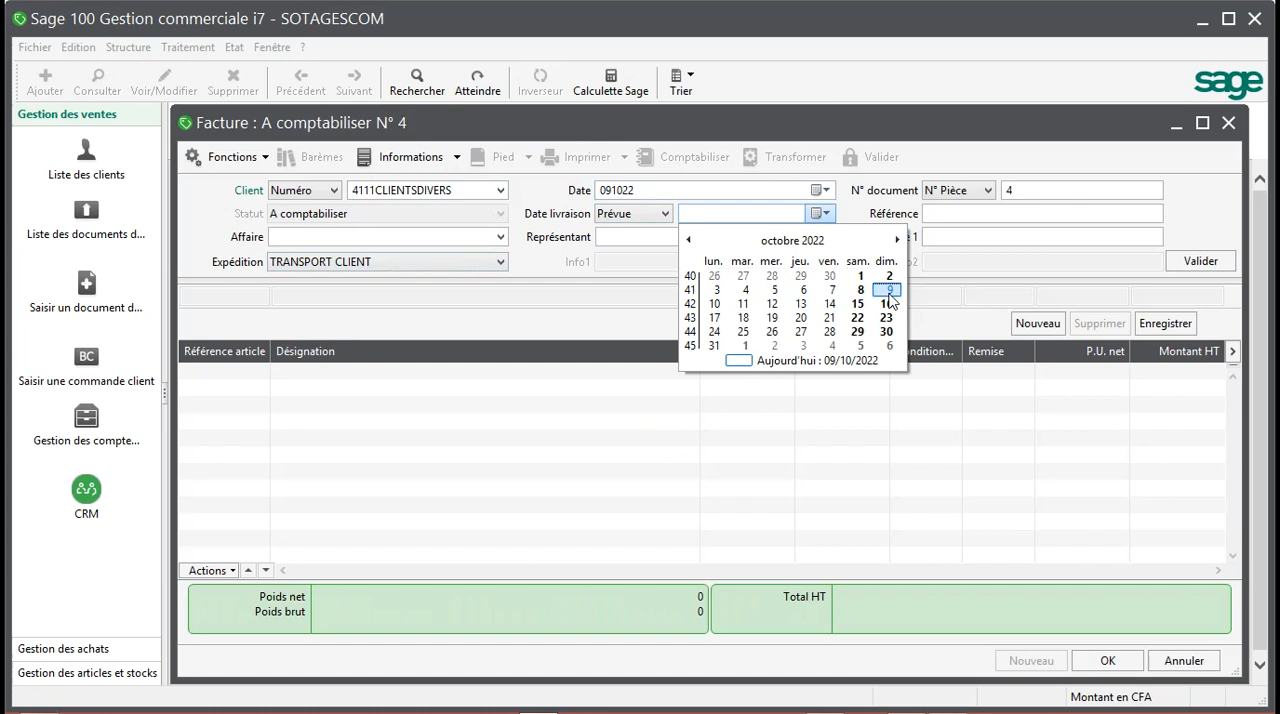 Sage 100 Gestion commerciale i7 - SOTAGESCOM
Fichier Edition Structure Traitement Etat Fenêtre ?
Ajouter Consulter Voir/Modifier Supprimer Précédent Suivant Rechercher Atteindre Calculette Sage Trier
sage
Gestion des ventes
Liste des clients
Liste des documents d...
Saisir un document d...
Saisir une commande client
BC
Gestion des compte...
CRM
Gestion des achats
Gestion des articles et stocks
Facture : A comptabiliser N° 4
Fonctions Barèmes Informations Pied Imprimer Comptabiliser Transformer Valider
Client Numéro 4111CLIENTSDIVERS Date 091022 N° document N° Pièce 4
Statut A comptabiliser Date livraison Prévue Référence
Affaire Représentant 1
Expédition TRANSPORT CLIENT Info1 Valider
octobre 2022
lun. mar. mer. jeu. ven. sam. dim.
40 26 27 28 29 30 1 2
41 3 4 5 6 7 8 9
42 10 11 12 13 14 15
43 17 18 19 20 21 22 23
44 24 25 26 27 28 29 30
45 31 1 2 3 4 5 6
Aujourd'hui : 09/10/2022
Nouveau Supprimer Enregistrer
Référence article Désignation Remise P.U. net Montant HT
Actions
Poids net 0 Total HT
Poids brut 0
Nouveau OK Annuler
Montant en CFA